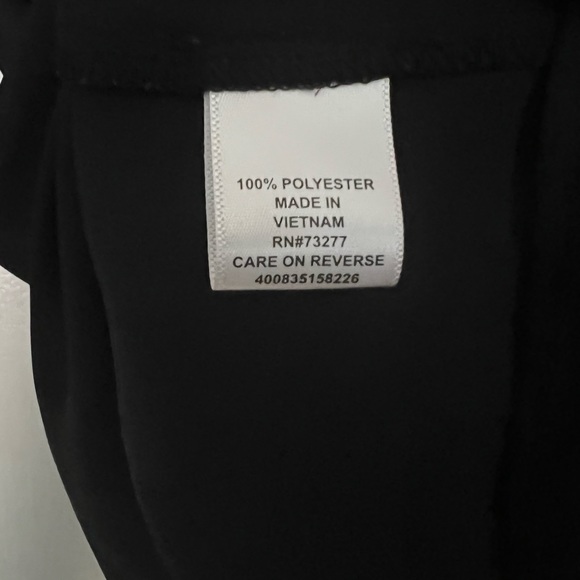 100% POLYESTER
MADE IN
VIETNAM
RN#73277
CARE ON REVERSE
400835158226